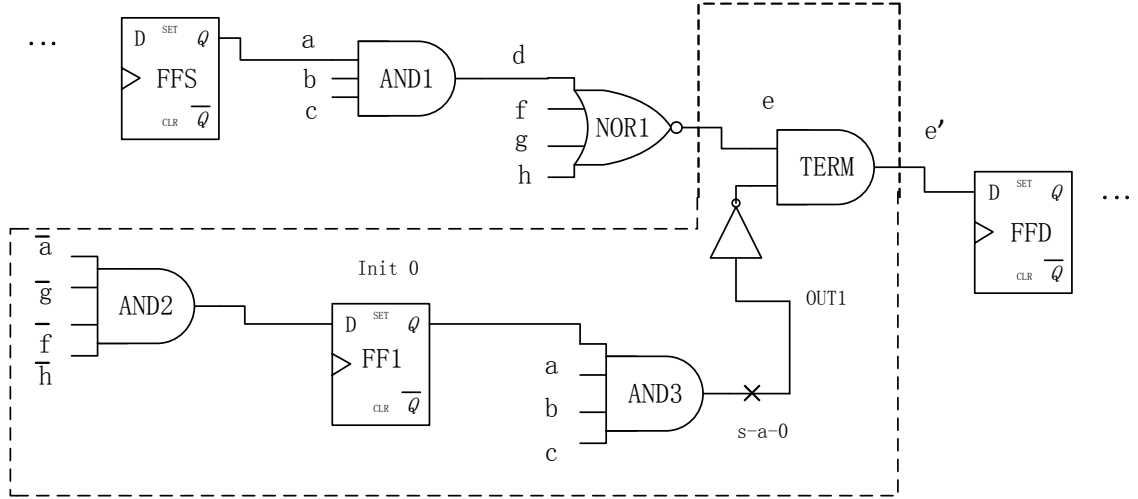 ...
D SET Q
FFS
CLR Q̅
a
b
c
AND1
d
f
g
h
NOR1
e
TERM
e'
D SET Q
FFD
CLR Q̅
...
a̅
g̅
f̅
h̅
AND2
Init 0
D SET Q
FF1
CLR Q̅
a
b
c
AND3
s-a-0
OUT1